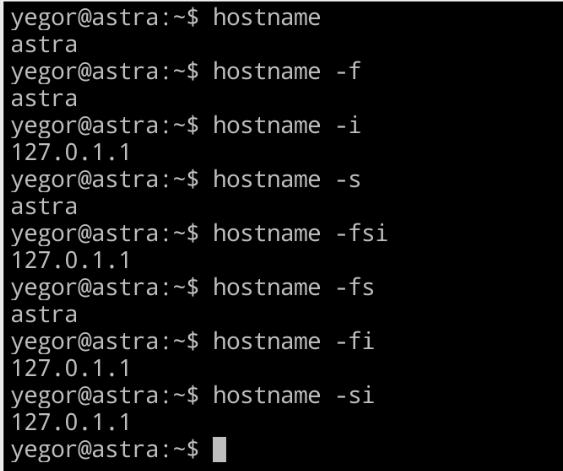 yegor@astra:~$ hostname
astra
yegor@astra:~$ hostname -f
astra
yegor@astra:~$ hostname -i
127.0.1.1
yegor@astra:~$ hostname -s
astra
yegor@astra:~$ hostname -fsi
127.0.1.1
yegor@astra:~$ hostname -fs
astra
yegor@astra:~$ hostname -fi
127.0.1.1
yegor@astra:~$ hostname -si
127.0.1.1
yegor@astra:~$